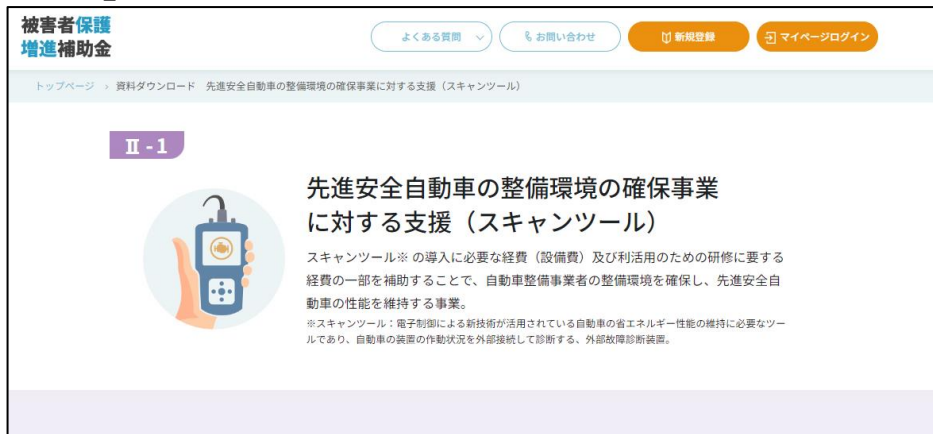 被害者保護
増進補助金
よくある質問
お問い合わせ
新規登録
マイページログイン
トップページ › 資料ダウンロード 先進安全自動車の整備環境の確保事業に対する支援（スキャンツール）
Ⅱ-1
先進安全自動車の整備環境の確保事業
に対する支援（スキャンツール）
スキャンツール※ の導入に必要な経費（設備費）及び利活用のための研修に要する
経費の一部を補助することで、自動車整備事業者の整備環境を確保し、先進安全自
動車の性能を維持する事業。
※スキャンツール：電子制御による新技術が活用されている自動車の省エネルギー性能の維持に必要なツー
ルであり、自動車の装置の作動状況を外部接続して診断する、外部故障診断装置。